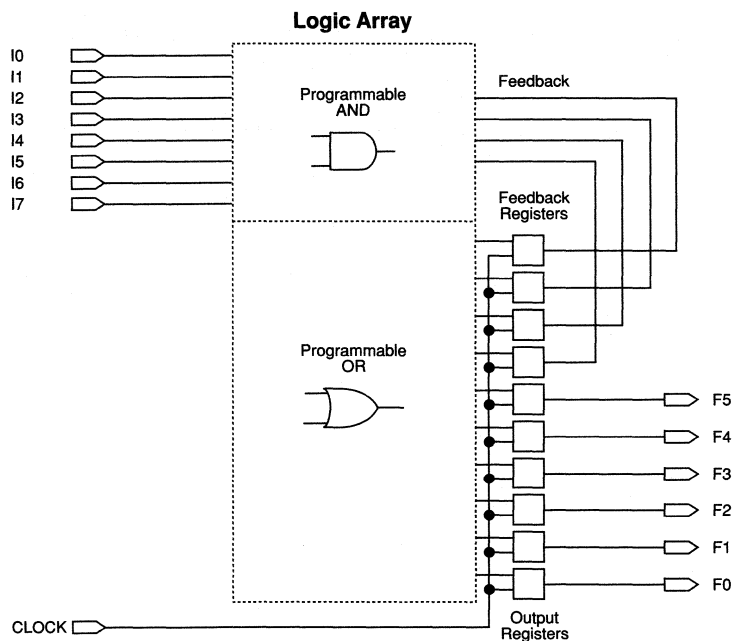 Logic Array
I0
I1
I2
I3
I4
I5
I6
I7
Programmable
AND
Feedback
Feedback
Registers
Programmable
OR
F5
F4
F3
F2
F1
F0
CLOCK
Output
Registers